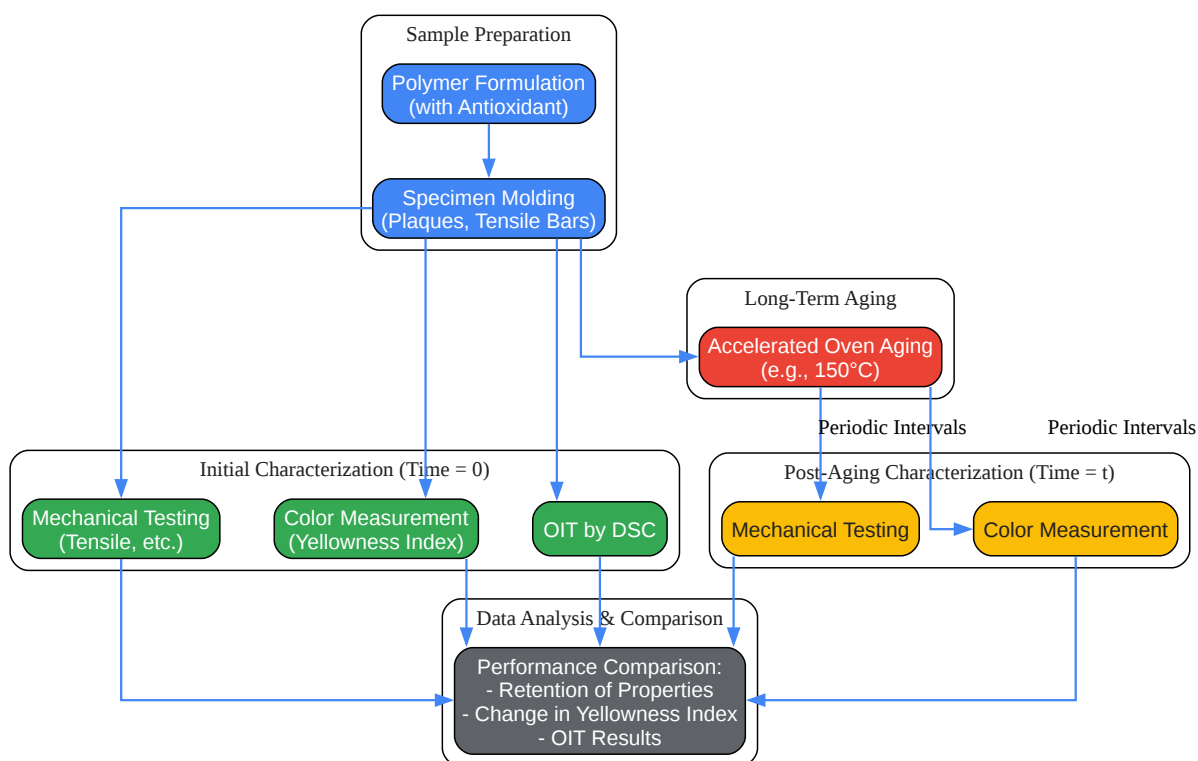 Sample Preparation
Polymer Formulation
(with Antioxidant)
Specimen Molding
(Plaques, Tensile Bars)
Long-Term Aging
Accelerated Oven Aging
(e.g., 150°C)
Periodic Intervals
Periodic Intervals
Initial Characterization (Time = 0)
Mechanical Testing
(Tensile, etc.)
Color Measurement
(Yellowness Index)
OIT by DSC
Post-Aging Characterization (Time = t)
Mechanical Testing
Color Measurement
Data Analysis & Comparison
Performance Comparison:
- Retention of Properties
- Change in Yellowness Index
- OIT Results